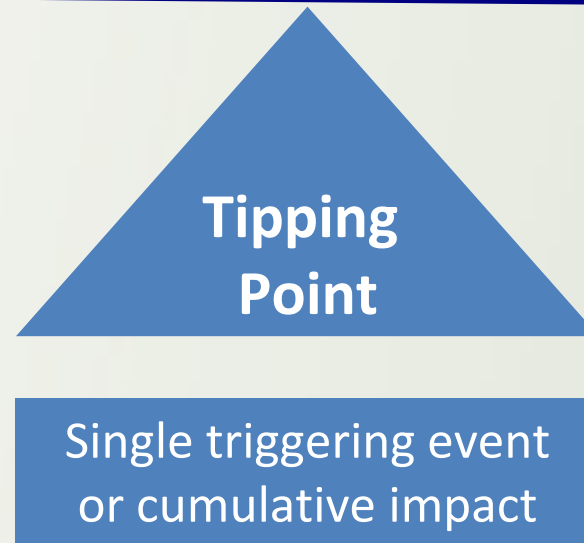 Tipping
Point
Single triggering event
or cumulative impact